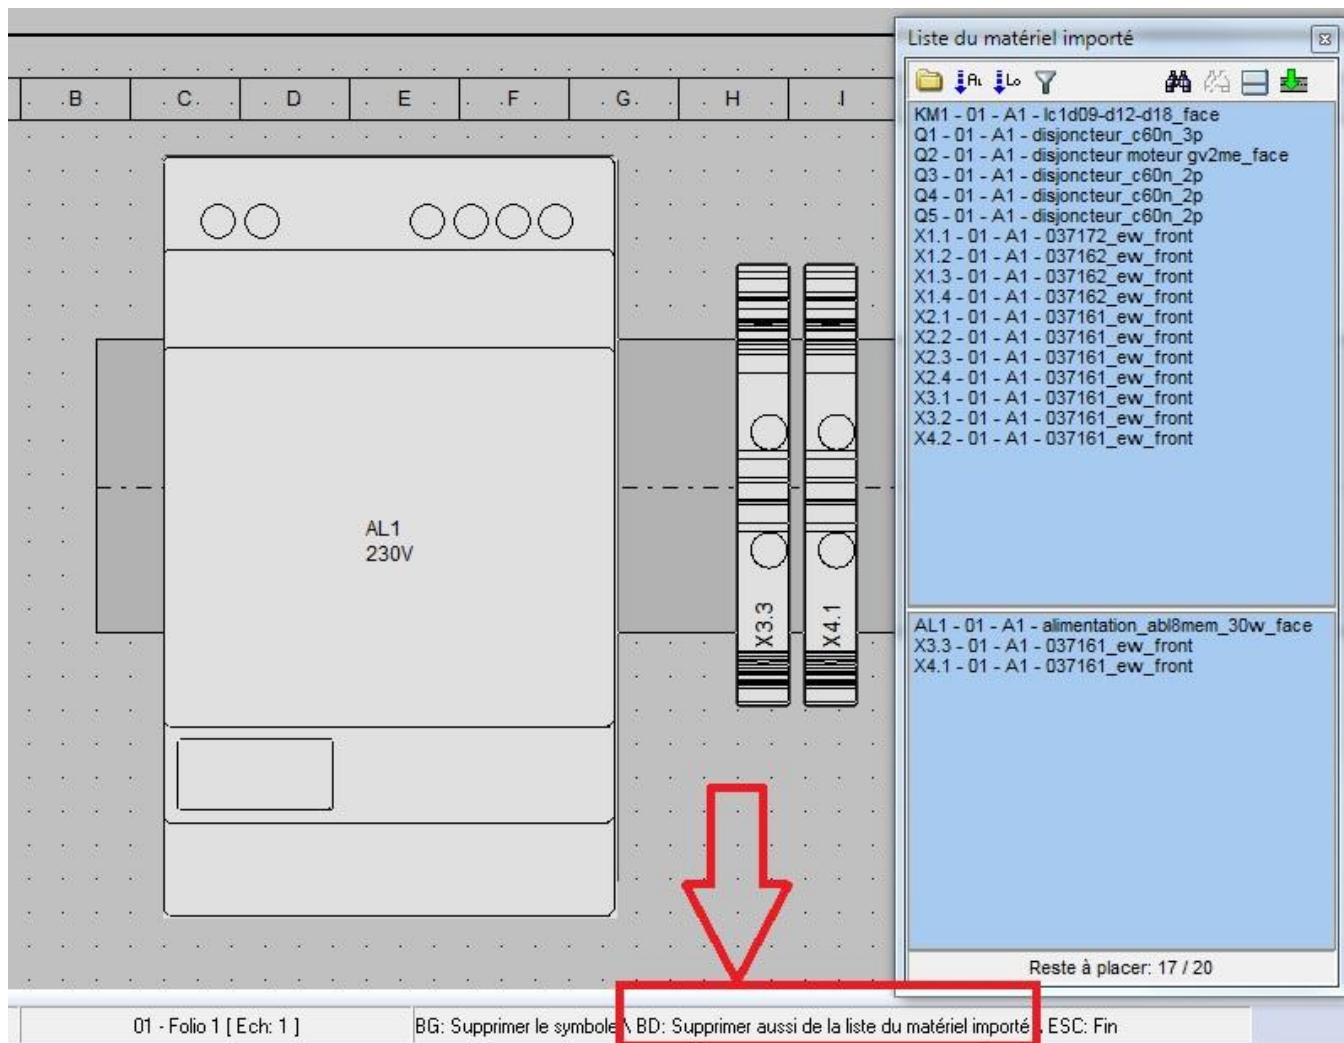 Liste du matériel importé
B C D E F G H I
KM1 - 01 - A1 - lc1d09-d12-d18_face
Q1 - 01 - A1 - disjoncteur_c60n_3p
Q2 - 01 - A1 - disjoncteur moteur gv2me_face
Q3 - 01 - A1 - disjoncteur_c60n_2p
Q4 - 01 - A1 - disjoncteur_c60n_2p
Q5 - 01 - A1 - disjoncteur_c60n_2p
X1.1 - 01 - A1 - 037172_ew_front
X1.2 - 01 - A1 - 037162_ew_front
X1.3 - 01 - A1 - 037162_ew_front
X1.4 - 01 - A1 - 037162_ew_front
X2.1 - 01 - A1 - 037161_ew_front
X2.2 - 01 - A1 - 037161_ew_front
X2.3 - 01 - A1 - 037161_ew_front
X2.4 - 01 - A1 - 037161_ew_front
X3.1 - 01 - A1 - 037161_ew_front
X3.2 - 01 - A1 - 037161_ew_front
X4.2 - 01 - A1 - 037161_ew_front
AL1
230V
X3.3
X4.1
AL1 - 01 - A1 - alimentation_abl8mem_30w_face
X3.3 - 01 - A1 - 037161_ew_front
X4.1 - 01 - A1 - 037161_ew_front
Reste à placer: 17 / 20
01 - Folio 1 [ Ech: 1 ]
BG: Supprimer le symbole \ BD: Supprimer aussi de la liste du matériel importé \ ESC: Fin